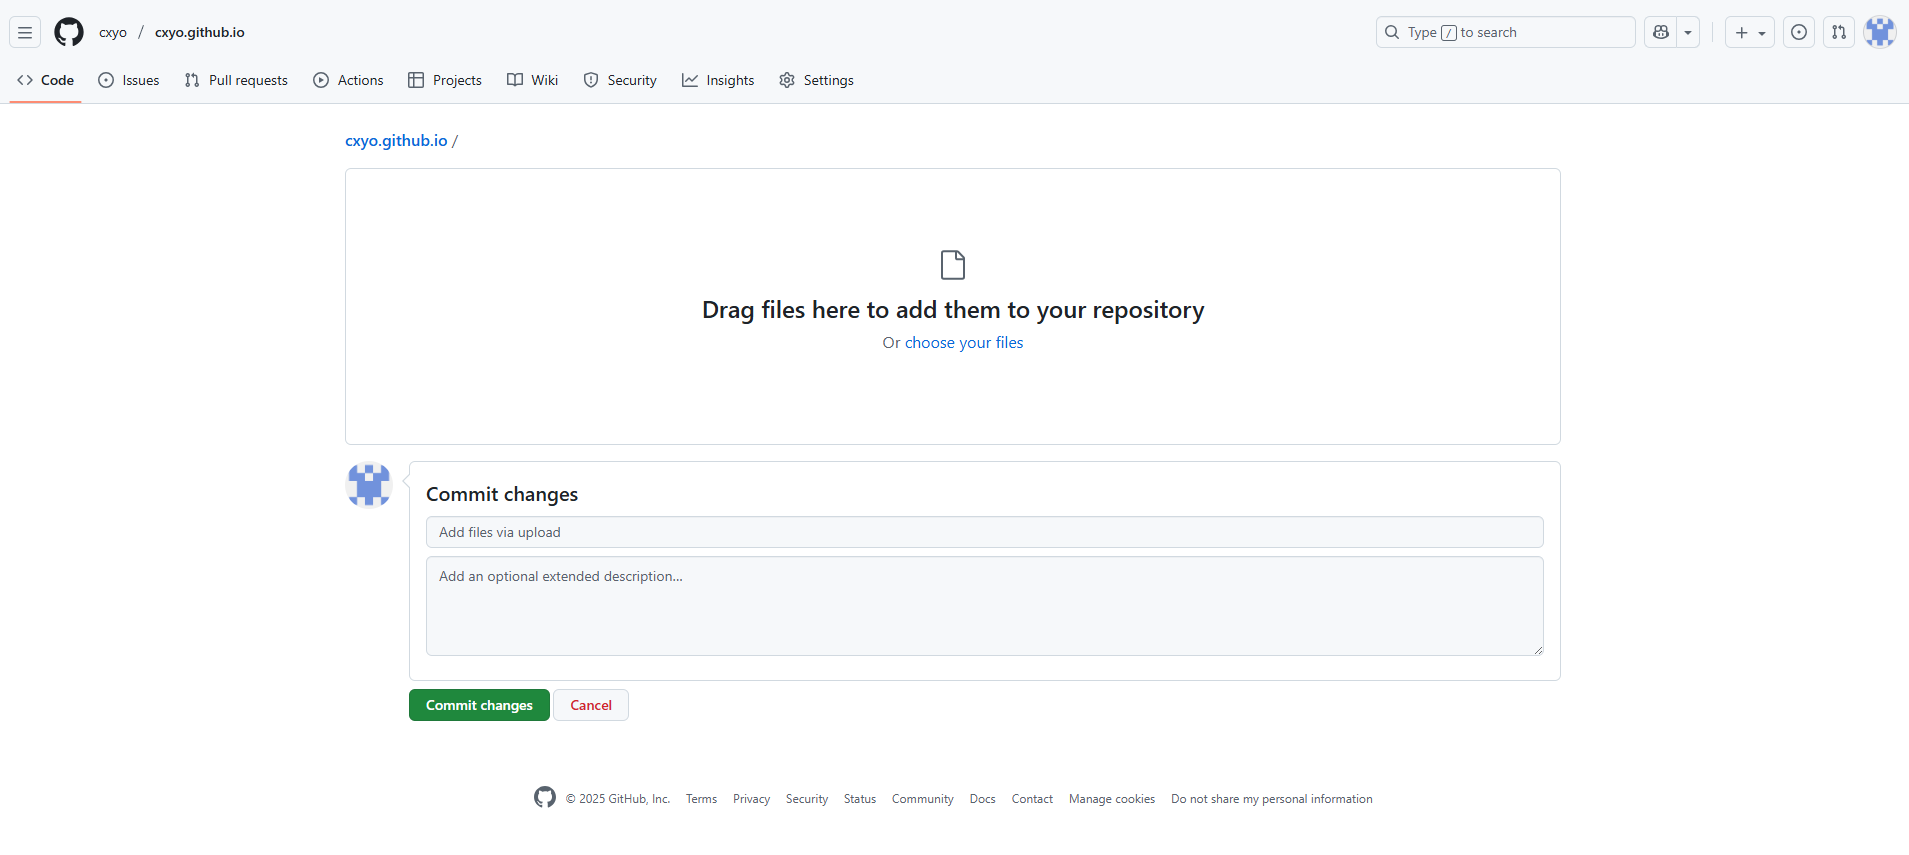 cxyo / cxyo.github.io
Type / to search
Code Issues Pull requests Actions Projects Wiki Security Insights Settings
cxyo.github.io /
Drag files here to add them to your repository
Or choose your files
Commit changes
Add files via upload
Add an optional extended description...
Commit changes Cancel
© 2025 GitHub, Inc. Terms Privacy Security Status Community Docs Contact Manage cookies Do not share my personal information